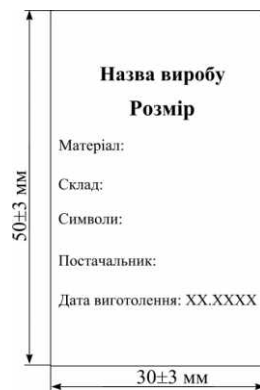 Назва виробу
Розмір
Матеріал:
Склад:
Символи:
Постачальник:
Дата виготолення: XX.XXXX
50±3 мм
30±3 мм